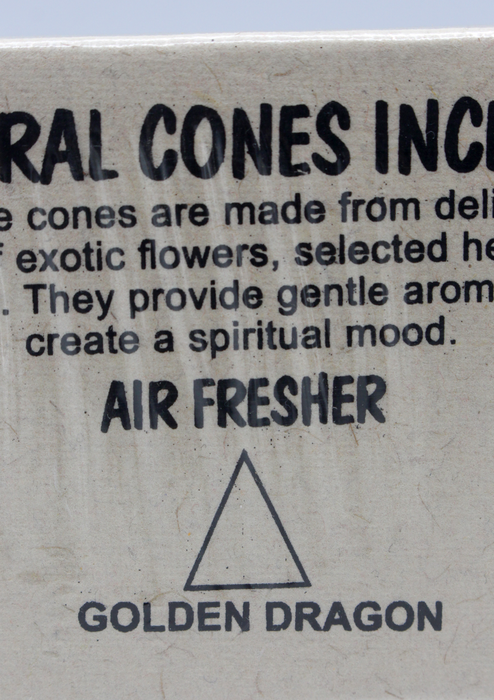 RAL CONES INCE
e cones are made from deli
f exotic flowers, selected he
. They provide gentle arom
create a spiritual mood.
AIR FRESHER
GOLDEN DRAGON